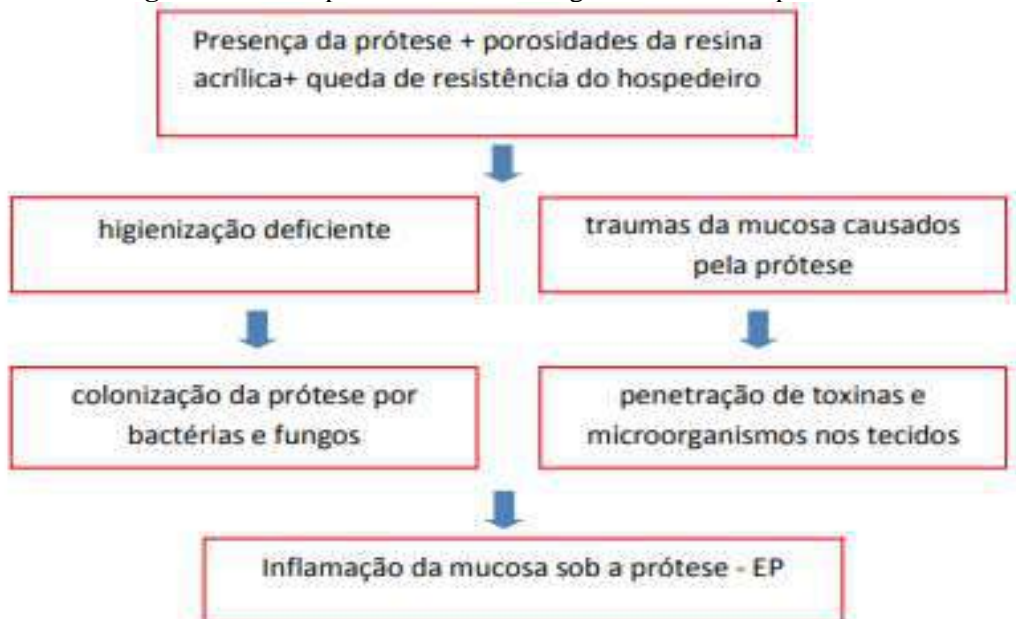 Presença da prótese + porosidades da resina
acrílica+ queda de resistência do hospedeiro
higienização deficiente
traumas da mucosa causados
pela prótese
colonização da prótese por
bactérias e fungos
penetração de toxinas e
microorganismos nos tecidos
Inflamação da mucosa sob a prótese - EP